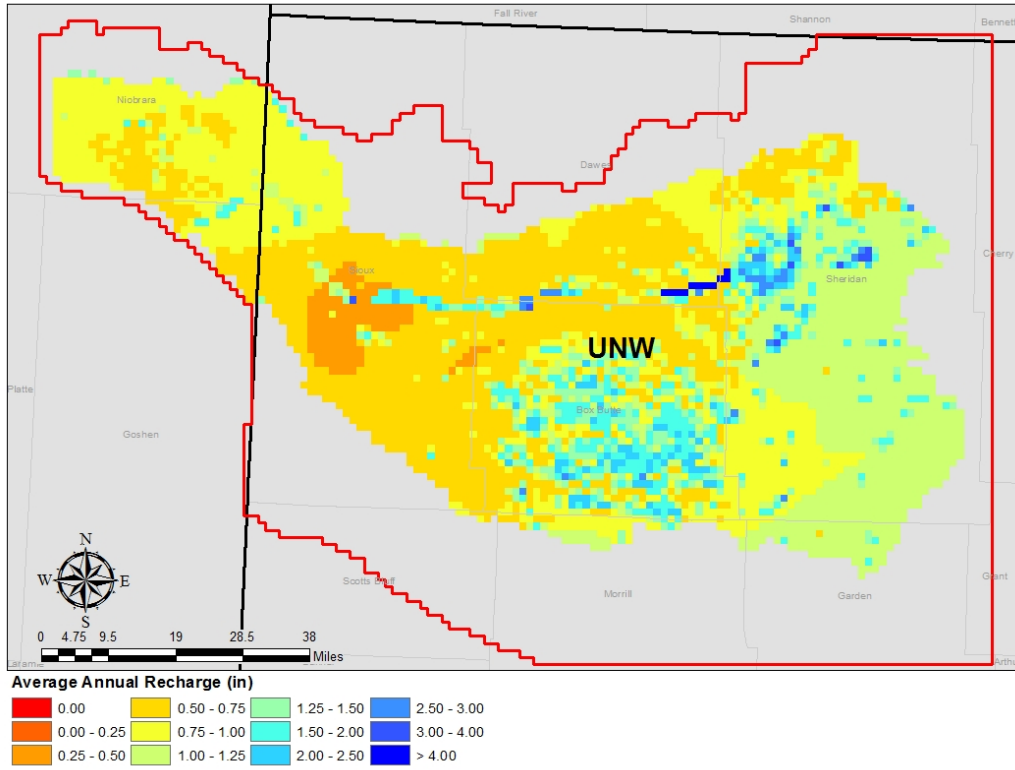 Fall River
Shannon
Bennett
Niobrara
Dawes
Cherry
Sioux
Sheridan
UNW
Platte
Box Butte
Goshen
N
W E
S
Scotts Bluff
Morrill
Garden
Grant
0 4.75 9.5 19 28.5 38
Miles
Average Annual Recharge (in)
0.00 0.50 - 0.75 1.25 - 1.50 2.50 - 3.00
0.00 - 0.25 0.75 - 1.00 1.50 - 2.00 3.00 - 4.00
0.25 - 0.50 1.00 - 1.25 2.00 - 2.50 > 4.00